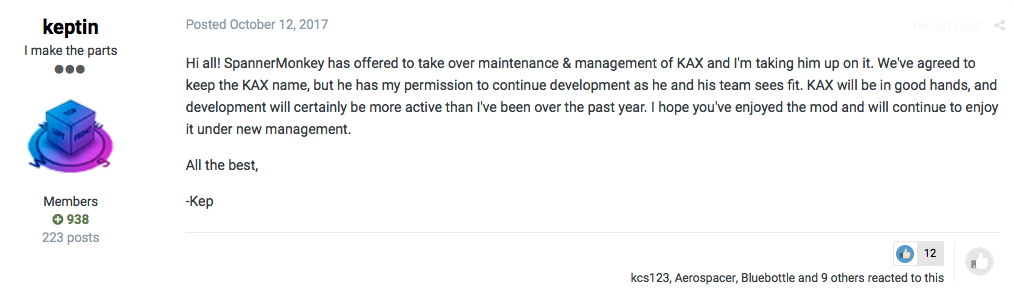 keptin
I make the parts
Members
938
223 posts
Posted October 12, 2017
Report post
Hi all! SpannerMonkey has offered to take over maintenance & management of KAX and I'm taking him up on it. We've agreed to
keep the KAX name, but he has my permission to continue development as he and his team sees fit. KAX will be in good hands, and
development will certainly be more active than I've been over the past year. I hope you've enjoyed the mod and will continue to enjoy
it under new management.
All the best,
-Kep
12
kcs123, Aerospacer, Bluebottle and 9 others reacted to this